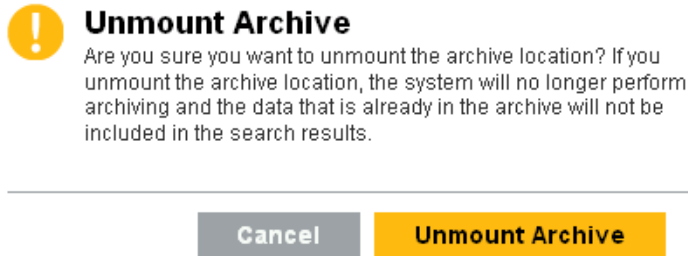 Unmount Archive
Are you sure you want to unmount the archive location? If you
unmount the archive location, the system will no longer perform
archiving and the data that is already in the archive will not be
included in the search results.
Cancel
Unmount Archive